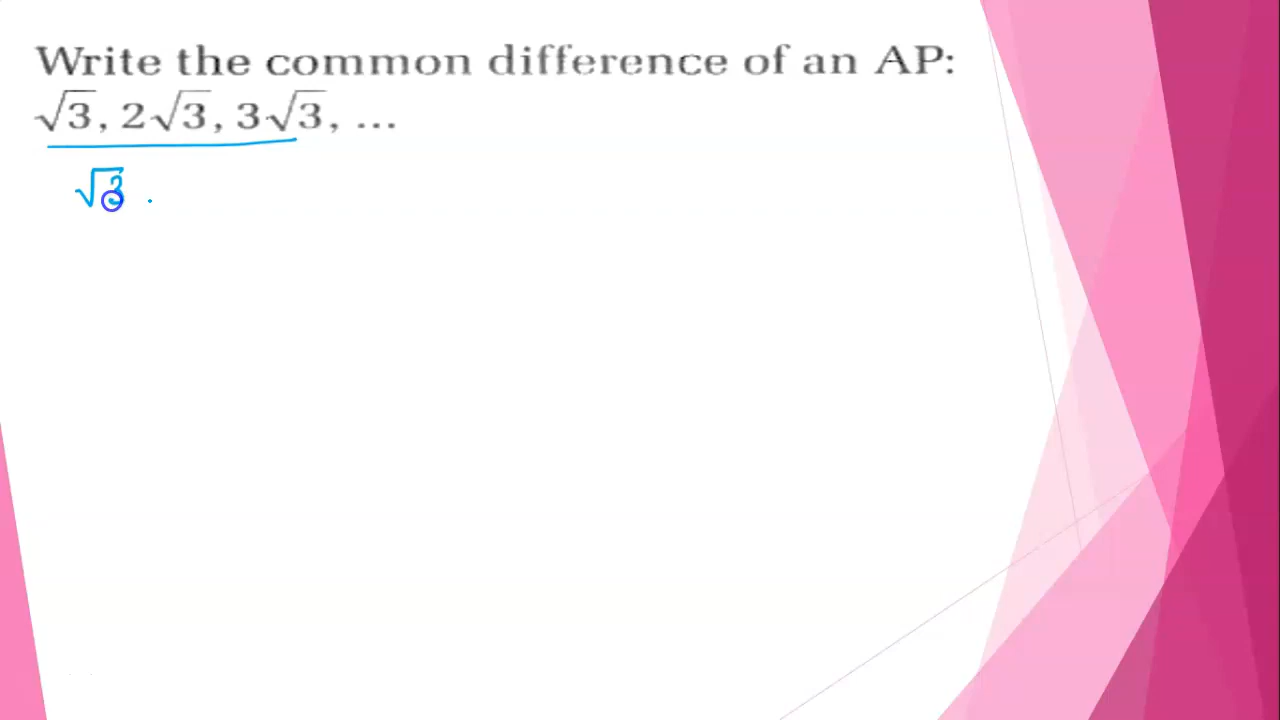 Write the common difference of an AP:
√3, 2√3, 3√3, ...
√3 .